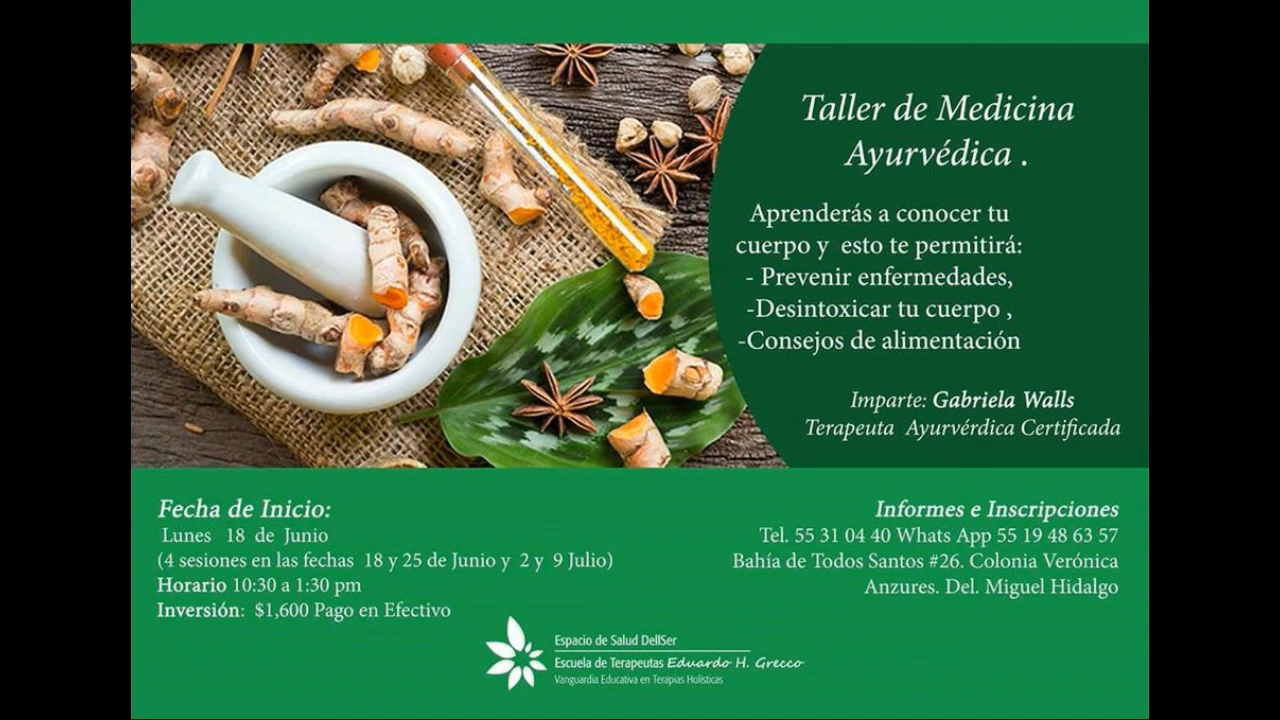 Taller de Medicina
Ayurvédica .
Aprenderás a conocer tu
cuerpo y esto te permitirá:
- Prevenir enfermedades,
-Desintoxicar tu cuerpo ,
-Consejos de alimentación
Imparte: Gabriela Walls
Terapeuta Ayurvérdica Certificada
Fecha de Inicio:
Lunes 18 de Junio
(4 sesiones en las fechas 18 y 25 de Junio y 2 y 9 Julio)
Horario 10:30 a 1:30 pm
Inversión: $1,600 Pago en Efectivo
Informes e Inscripciones
Tel. 55 31 04 40 Whats App 55 19 48 63 57
Bahía de Todos Santos #26. Colonia Verónica
Anzures. Del. Miguel Hidalgo
Espacio de Salud DellSer
Escuela de Terapeutas Eduardo H. Grecco
Vanguardia Educativa en Terapias Holísticas